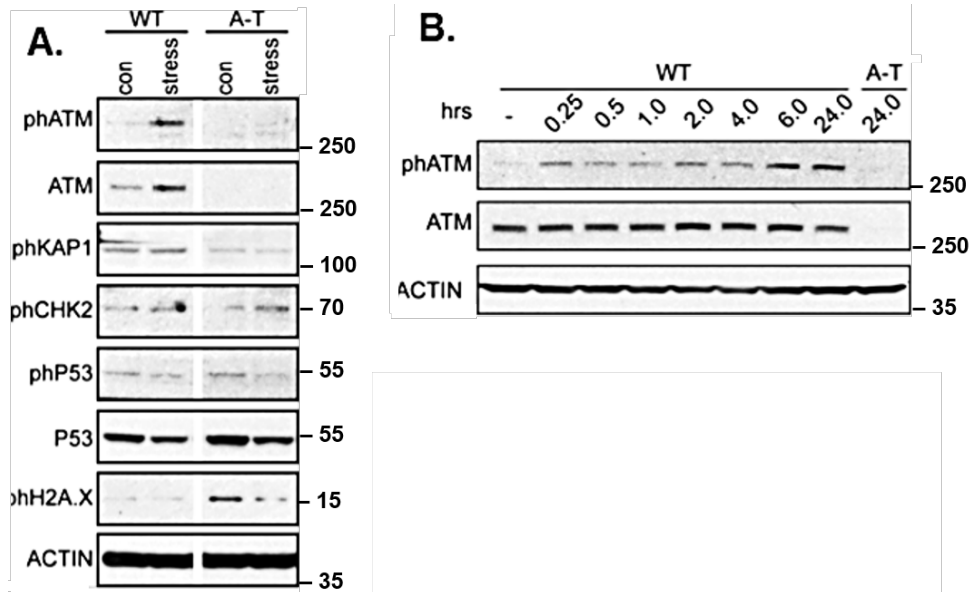 A.
WT A-T
con stress con stress
phATM
250
ATM
250
phKAP1
100
phCHK2
70
phP53
55
P53
55
phH2A.X
15
ACTIN
35
B.
WT A-T
hrs - 0.25 0.5 1.0 2.0 4.0 6.0 24.0 24.0
phATM
250
ATM
250
ACTIN
35